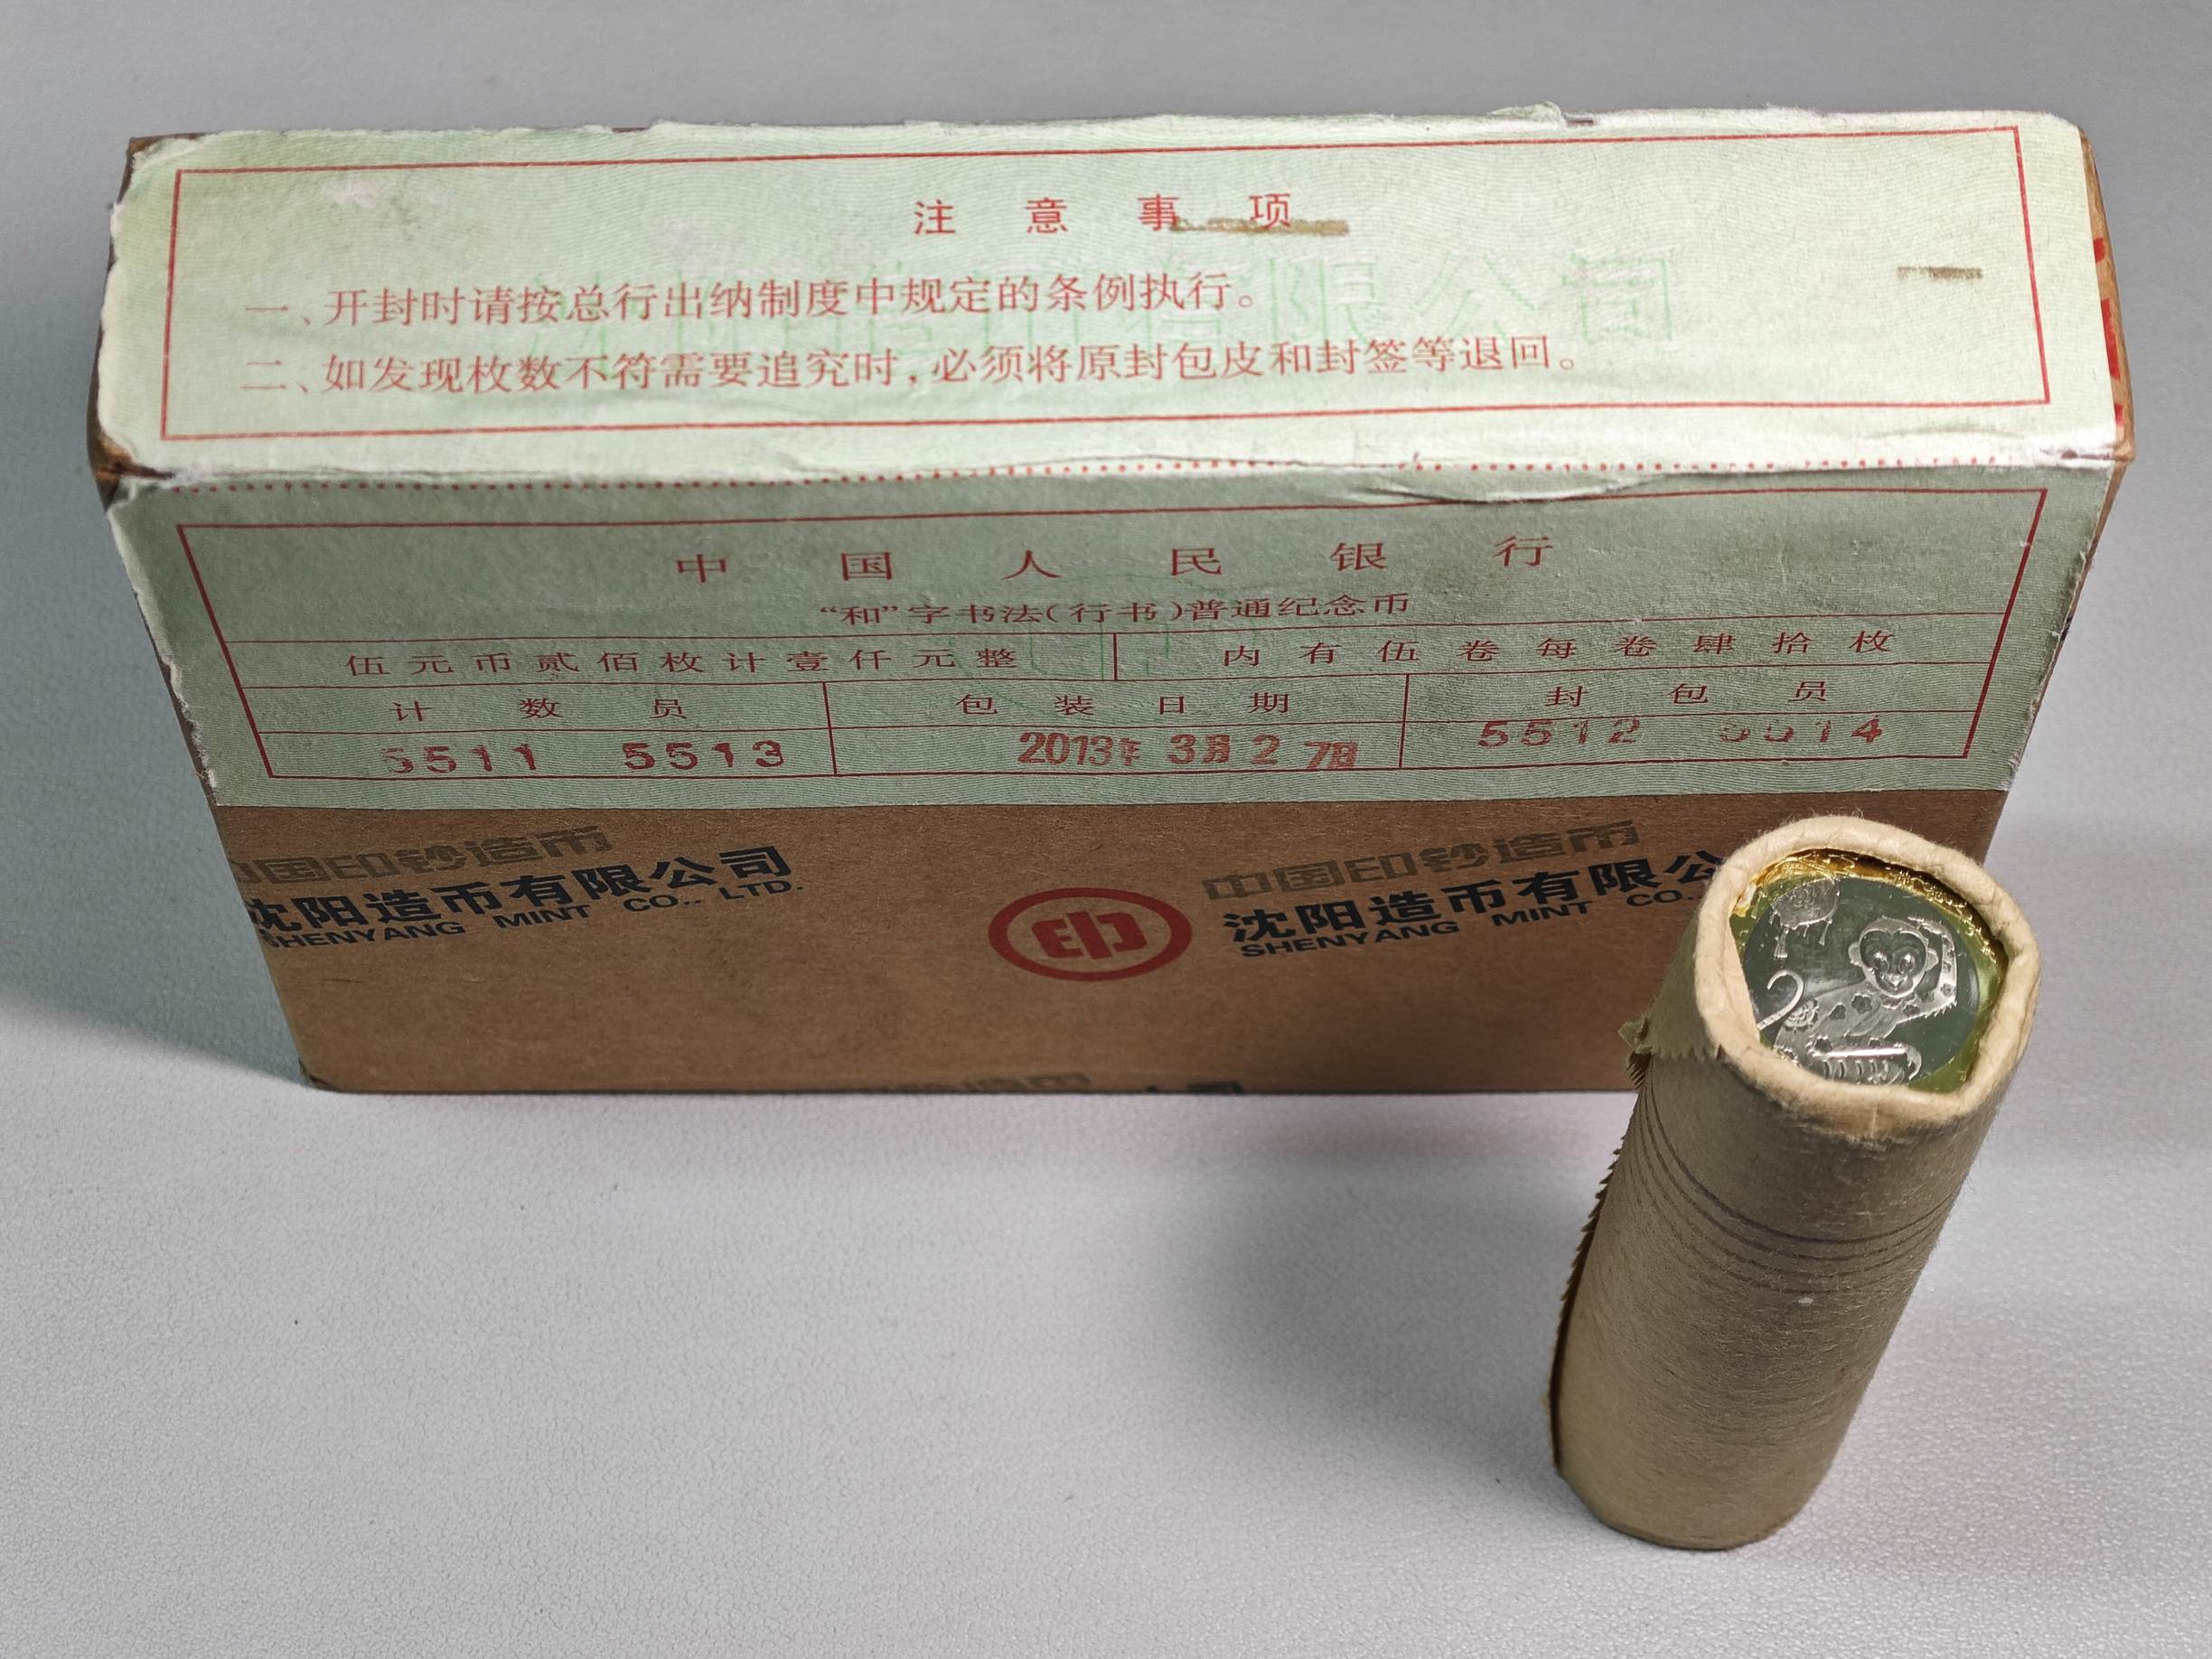 注意事项
一、开封时请按总行出纳制度中规定的条例执行。
二、如发现枚数不符需要追究时,必须将原封包皮和封签等退回。
中国人民银行
“和”字书法(行书)普通纪念币
伍元币贰佰枚计壹仟元整 内有伍卷每卷肆拾枚
计数员 包装日期 封包员
5511 5513 2013年3月27日 5512 5514
国印钞造币 中国印钞造币
沈阳造币有限公司 沈阳造币有限公
SHENYANG MINT CO., LTD. SHENYANG MINT CO.